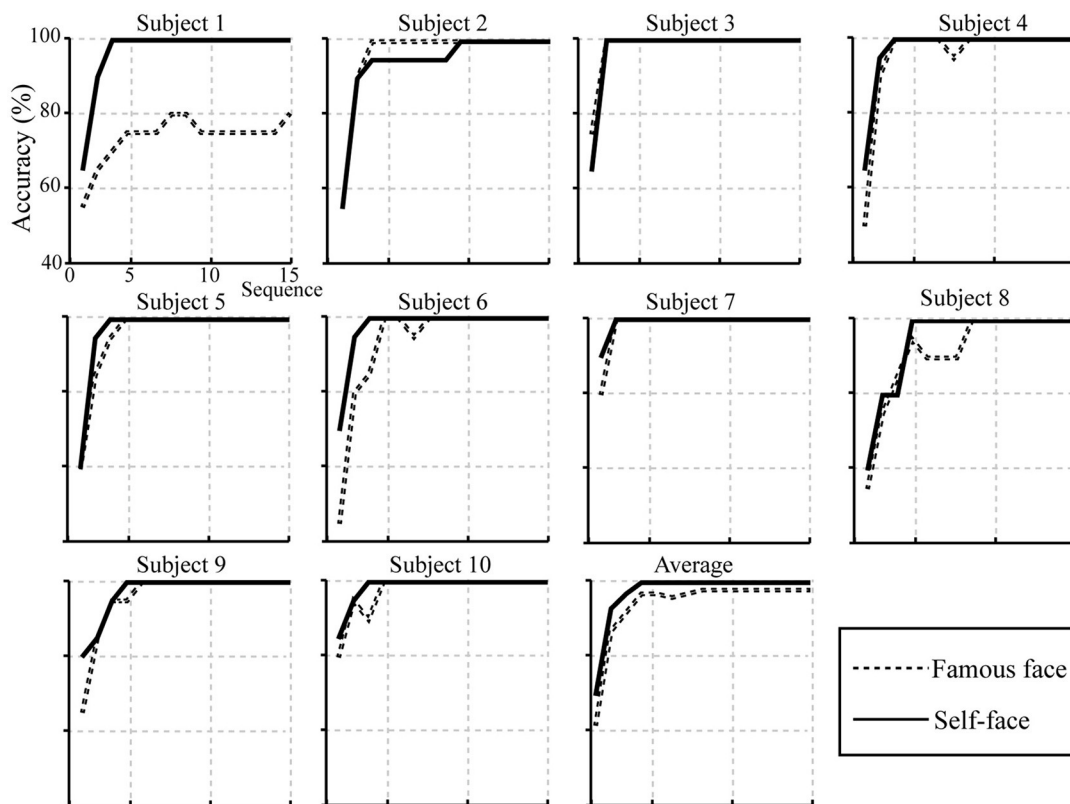 Subject 1
Subject 2
Subject 3
Subject 4
Accuracy (%)
100
80
60
40
0
5
10
15
Sequence
Subject 5
Subject 6
Subject 7
Subject 8
Subject 9
Subject 10
Average
Famous face
Self-face